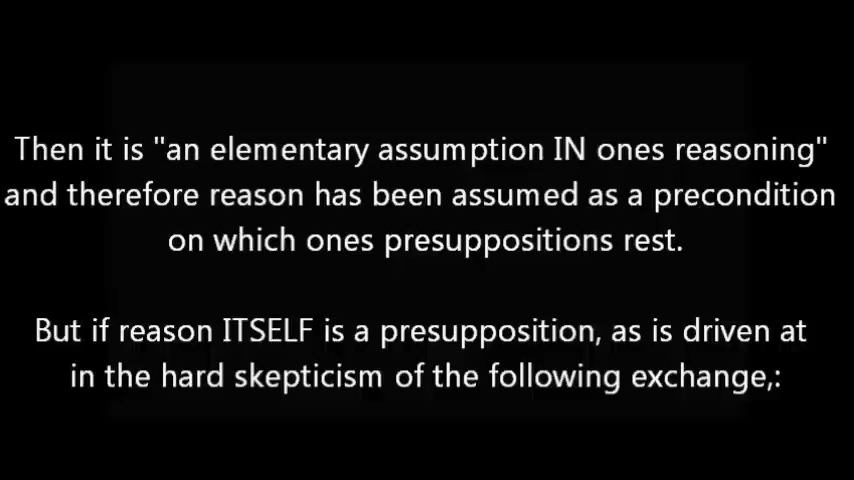 Then it is "an elementary assumption IN ones reasoning"
and therefore reason has been assumed as a precondition
on which ones presuppositions rest.
But if reason ITSELF is a presupposition, as is driven at
in the hard skepticism of the following exchange,: